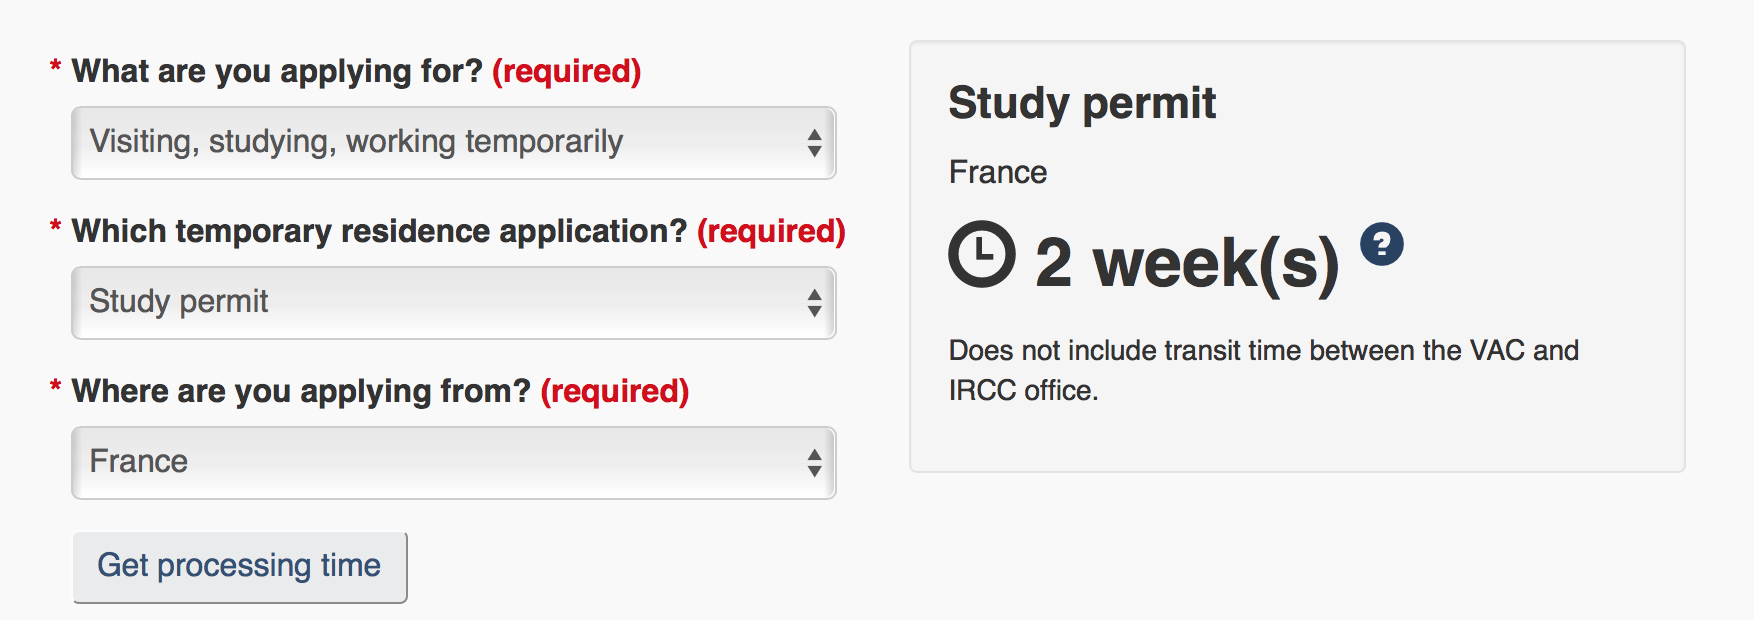 * What are you applying for? (required)
Visiting, studying, working temporarily
* Which temporary residence application? (required)
Study permit
* Where are you applying from? (required)
France
Get processing time
Study permit
France
2 week(s) ?
Does not include transit time between the VAC and
IRCC office.